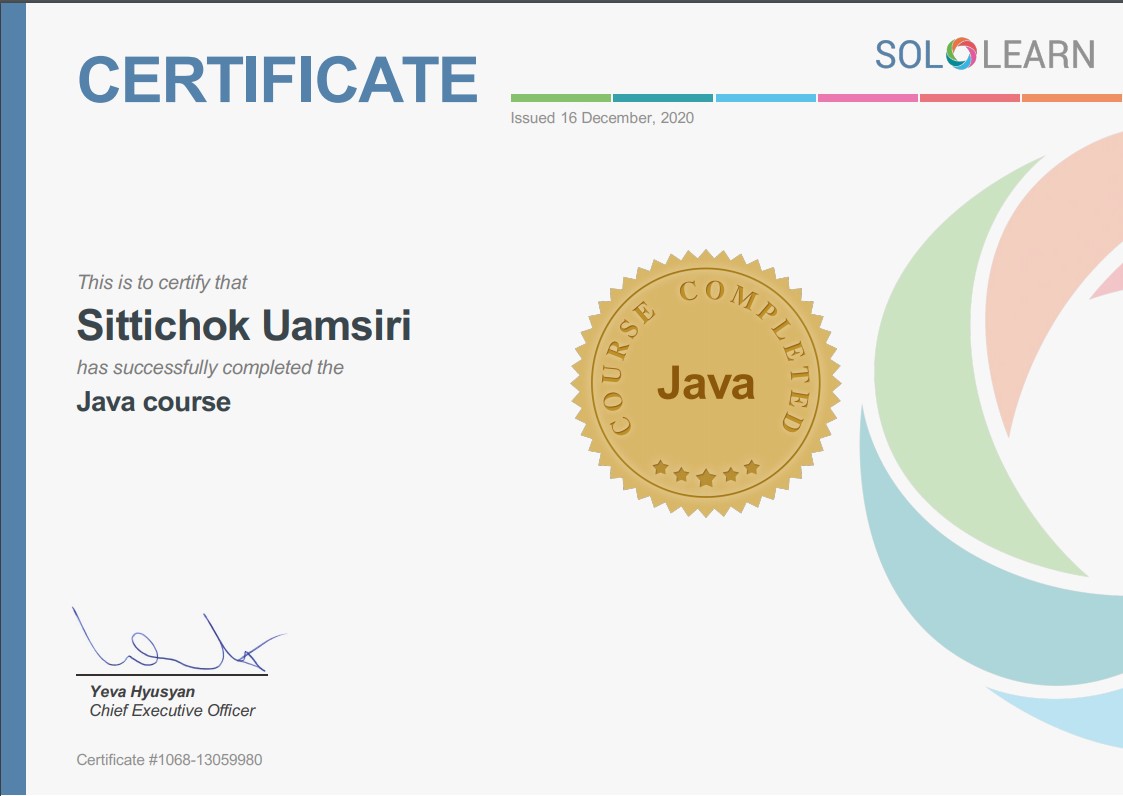 CERTIFICATE
SOLOLEARN
Issued 16 December, 2020
This is to certify that
Sittichok Uamsiri
has successfully completed the
Java course
COURSE COMPLETED
Java
Yeva Hyusyan
Chief Executive Officer
Certificate #1068-13059980